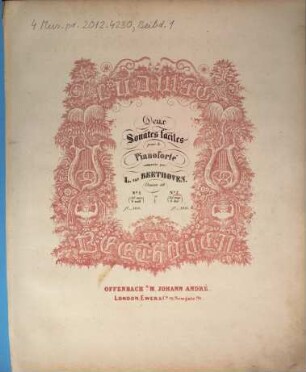 4 Mus. pr. 2012.4280, Beibd. 1
LUDWIG
Deux
Sonates faciles
pour le
Pianoforte
composées par
L. van BEETHOVEN.
No. 1.
No. 2.
BEETHOVEN
OFFENBACH a/M, JOHANN ANDRÉ.
LONDON, EWER & Co.